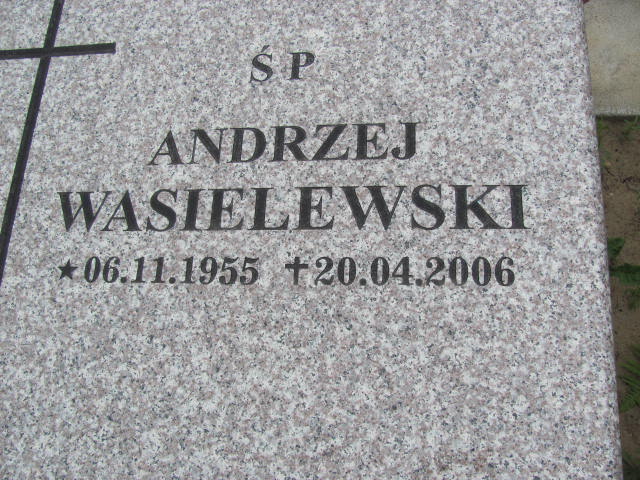 ŚP
ANDRZEJ
WASIELEWSKI
★06.11.1955 ✝20.04.2006